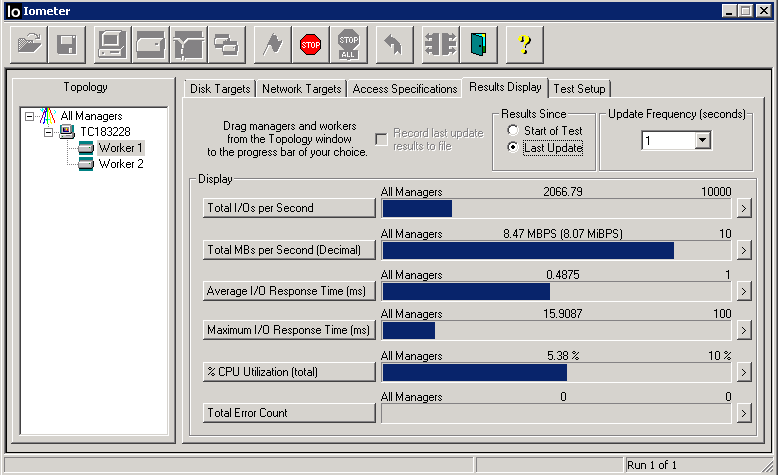 Io Iometer
STOP
STOP
ALL
?
Topology
All Managers
TC183228
Worker 1
Worker 2
Disk Targets
Network Targets
Access Specifications
Results Display
Test Setup
Drag managers and workers
from the Topology window
to the progress bar of your choice.
Record last update
results to file
Results Since
Start of Test
Last Update
Update Frequency (seconds)
1
Display
All Managers 2066.79 10000
Total I/Os per Second >
All Managers 8.47 MBPS (8.07 MiBPS) 10
Total MBs per Second (Decimal) >
All Managers 0.4875 1
Average I/O Response Time (ms) >
All Managers 15.9087 100
Maximum I/O Response Time (ms) >
All Managers 5.38 % 10 %
% CPU Utilization (total) >
All Managers 0 0
Total Error Count >
Run 1 of 1